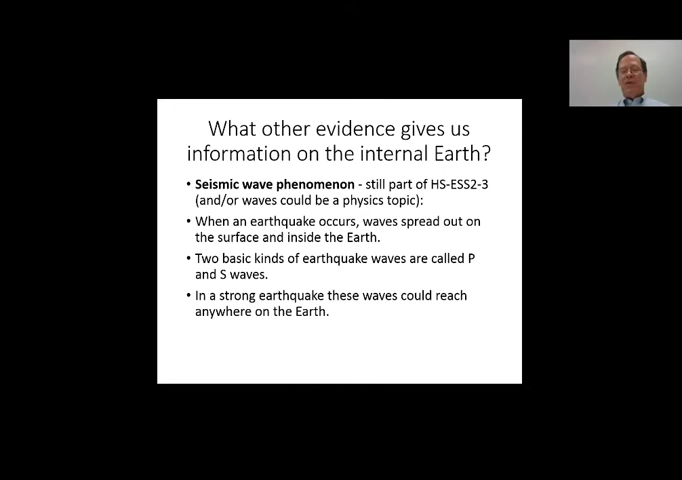 What other evidence gives us
information on the internal Earth?
• Seismic wave phenomenon - still part of HS-ESS2-3
(and/or waves could be a physics topic):
• When an earthquake occurs, waves spread out on
the surface and inside the Earth.
• Two basic kinds of earthquake waves are called P
and S waves.
• In a strong earthquake these waves could reach
anywhere on the Earth.